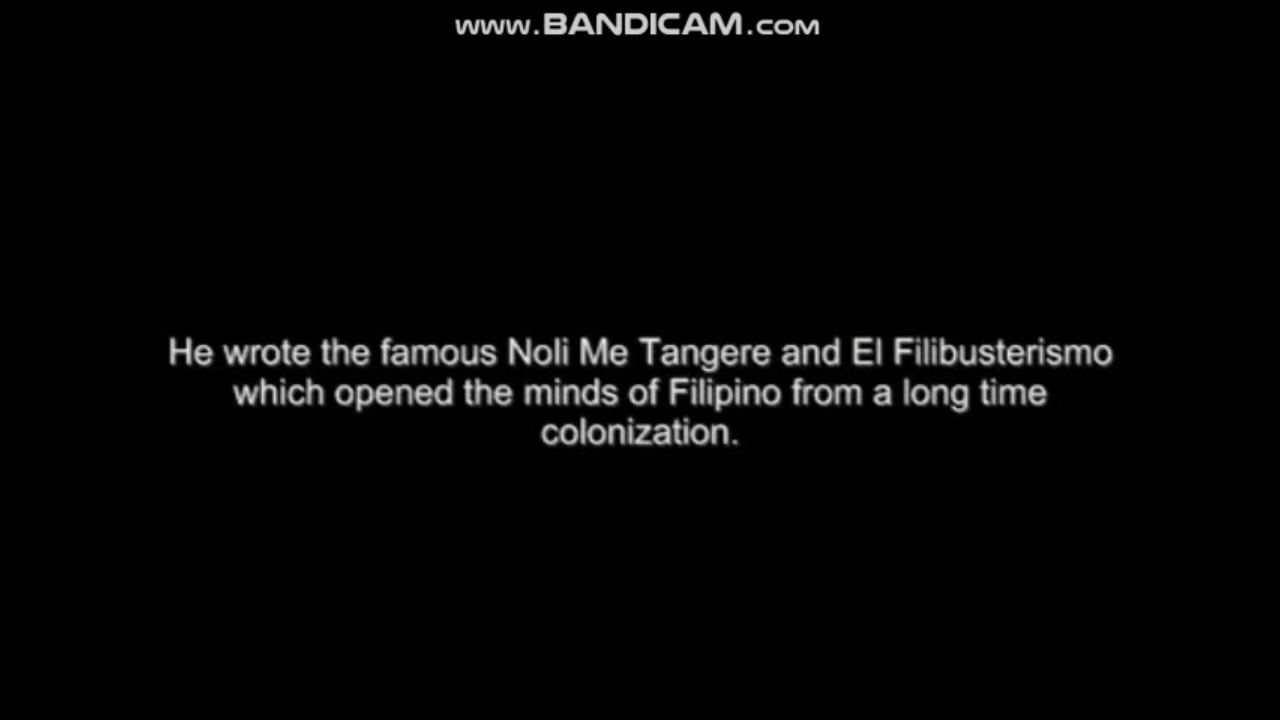 www.BANDICAM.com
He wrote the famous Noli Me Tangere and El Filibusterismo
which opened the minds of Filipino from a long time
colonization.